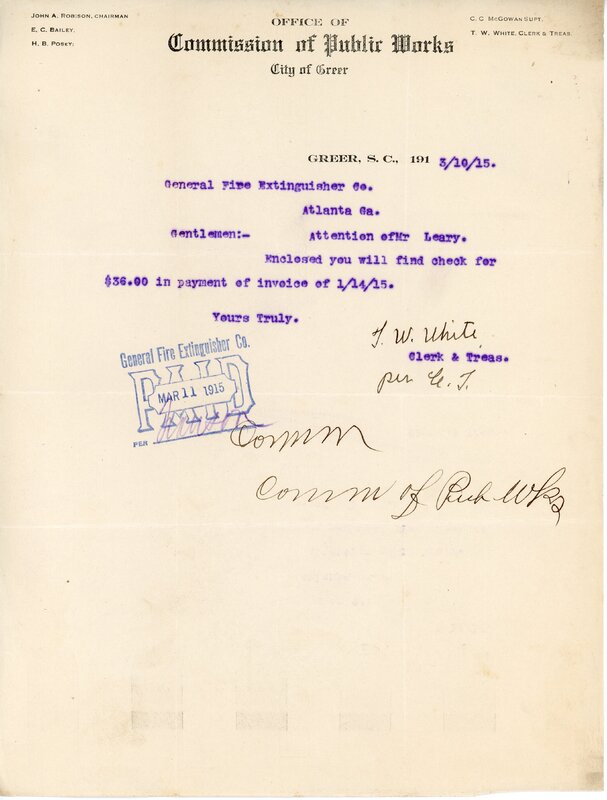 JOHN A. ROBISON, CHAIRMAN
E. C. BAILEY,
H. B. POSEY:
OFFICE OF
Commission of Public Works
City of Greer
C. C. McGOWAN SUPT.
T. W. WHITE, CLERK & TREAS.
GREER, S. C., 191 3/10/15.
General Fire Extinguisher Co.
Atlanta Ga.
Gentlemen:- Attention ofMr Leary.
Enclosed you will find check for
$36.00 in payment of invoice of 1/14/15.
Yours Truly.
T. W. White
Clerk & Treas.
per
General Fire Extinguisher Co.
PAID
MAR 11 1915
PER
Comm
Comm of Pub Wks